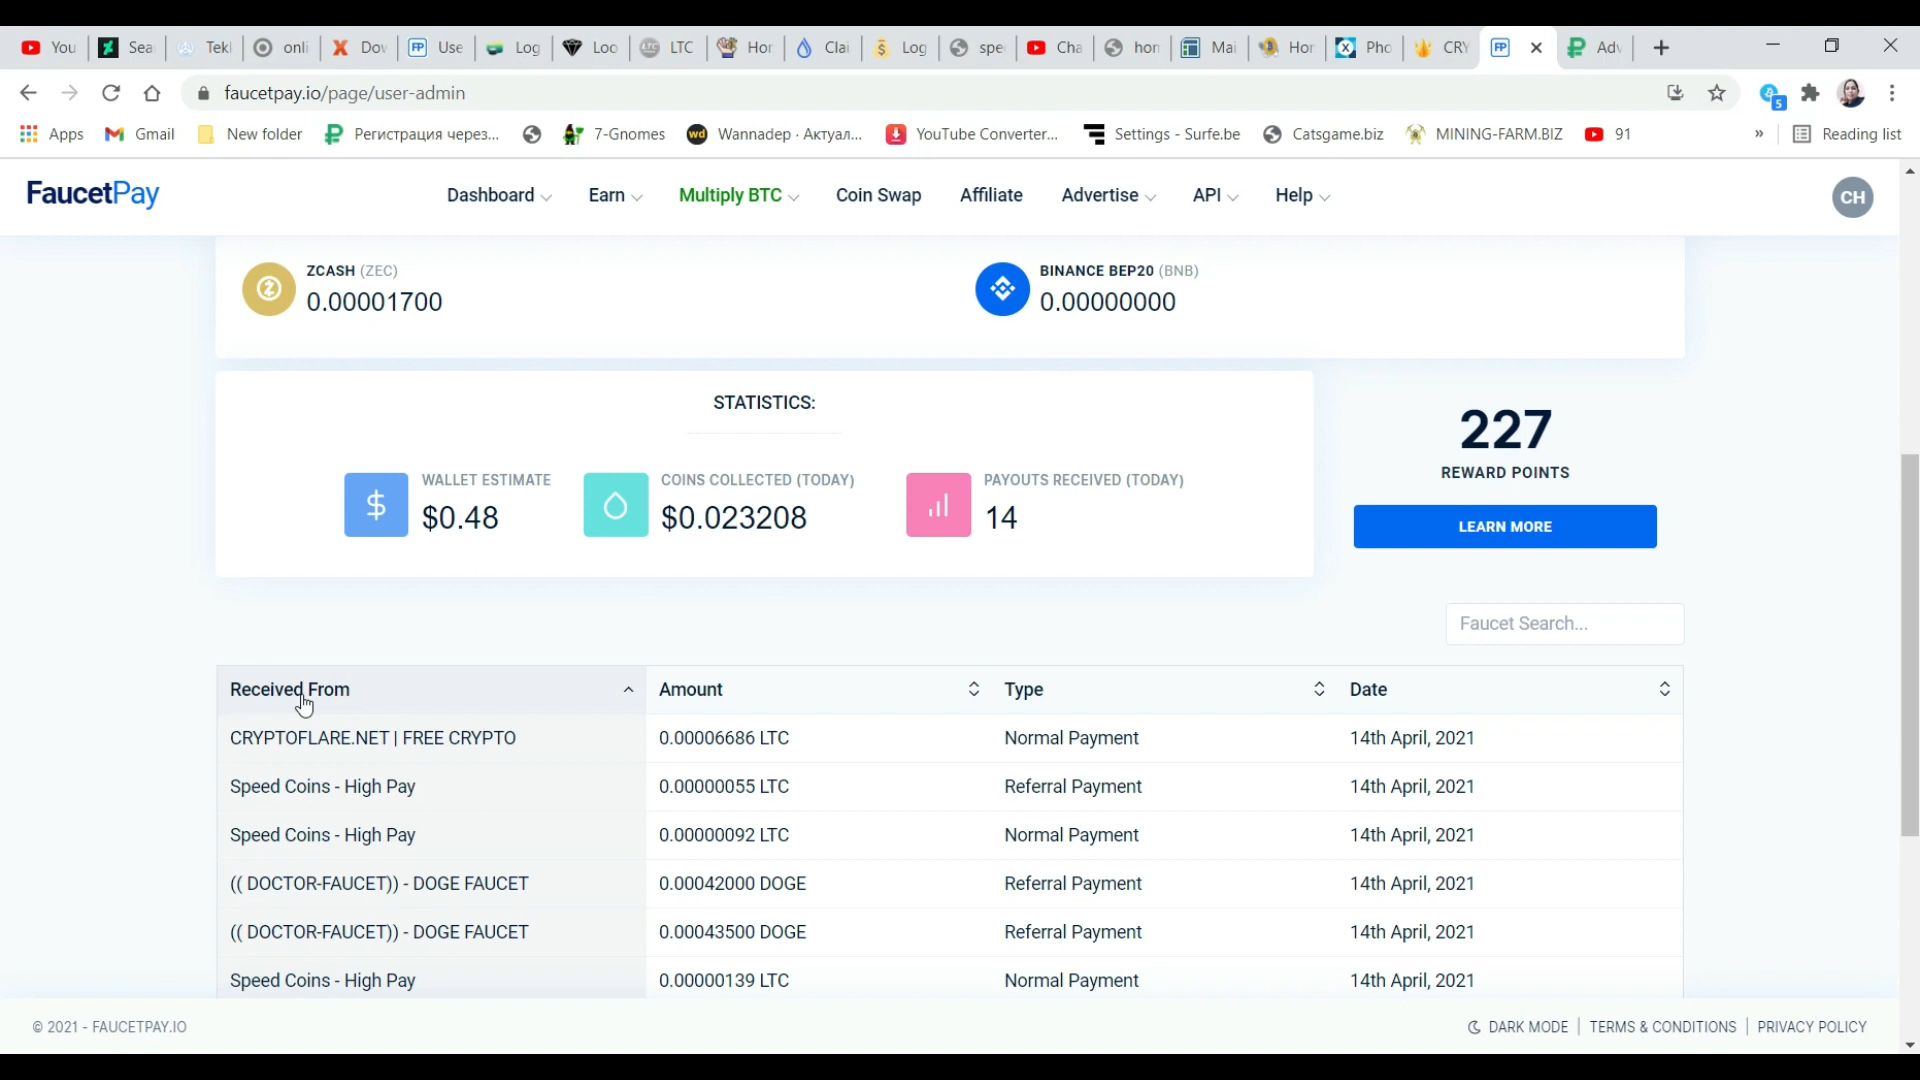 You Sea Tekl onli Dov Use Log Loo LTC Hor Clai Log spe Cha hon Mai Hor Pho CRY Adv
faucetpay.io/page/user-admin 5
Apps Gmail New folder Регистрация через... 7-Gnomes Wannadep · Актуал... YouTube Converter... Settings - Surfe.be Catsgame.biz MINING-FARM.BIZ 91 » Reading list
FaucetPay Dashboard Earn Multiply BTC Coin Swap Affiliate Advertise API Help CH
ZCASH (ZEC) BINANCE BEP20 (BNB)
0.00001700 0.00000000
STATISTICS:
227
REWARD POINTS
WALLET ESTIMATE COINS COLLECTED (TODAY) PAYOUTS RECEIVED (TODAY)
$0.48 $0.023208 14
LEARN MORE
Faucet Search...
Received From Amount Type Date
CRYPTOFLARE.NET | FREE CRYPTO 0.00006686 LTC Normal Payment 14th April, 2021
Speed Coins - High Pay 0.00000055 LTC Referral Payment 14th April, 2021
Speed Coins - High Pay 0.00000092 LTC Normal Payment 14th April, 2021
(( DOCTOR-FAUCET)) - DOGE FAUCET 0.00042000 DOGE Referral Payment 14th April, 2021
(( DOCTOR-FAUCET)) - DOGE FAUCET 0.00043500 DOGE Referral Payment 14th April, 2021
Speed Coins - High Pay 0.00000139 LTC Normal Payment 14th April, 2021
© 2021 - FAUCETPAY.IO DARK MODE TERMS & CONDITIONS PRIVACY POLICY